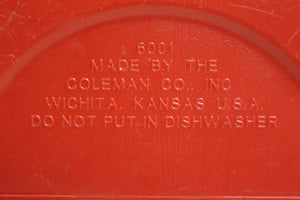 6001
MADE BY THE
COLEMAN CO., INC
WICHITA, KANSAS U.S.A.
DO NOT PUT IN DISHWASHER